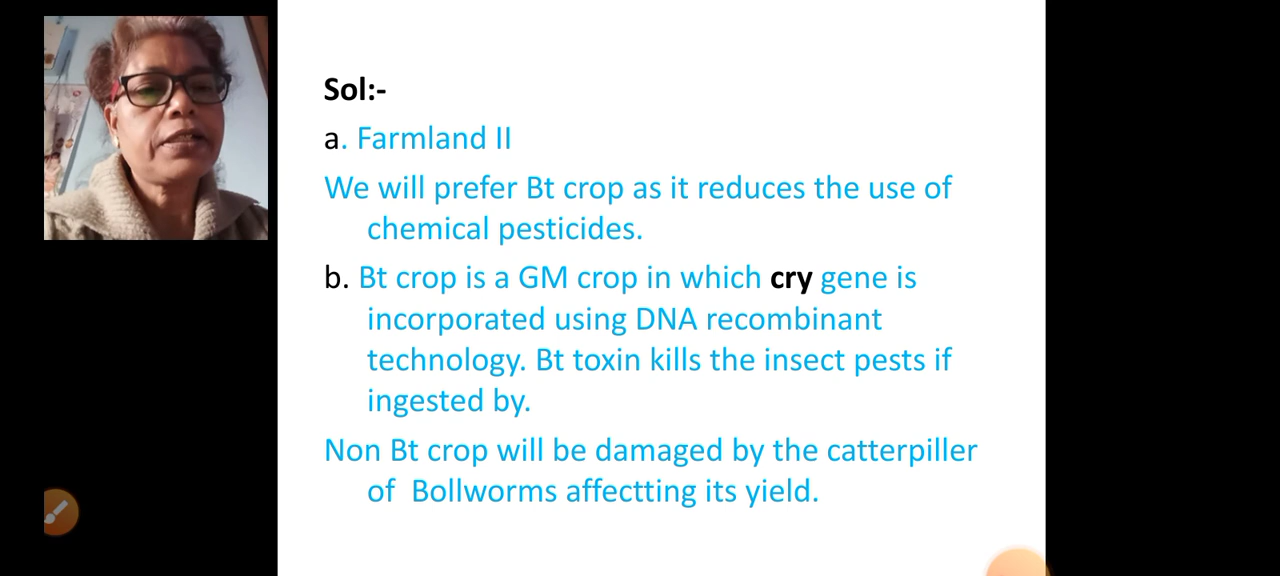 Sol:-
a. Farmland II
We will prefer Bt crop as it reduces the use of
chemical pesticides.
b. Bt crop is a GM crop in which cry gene is
incorporated using DNA recombinant
technology. Bt toxin kills the insect pests if
ingested by.
Non Bt crop will be damaged by the catterpiller
of  Bollworms affectting its yield.